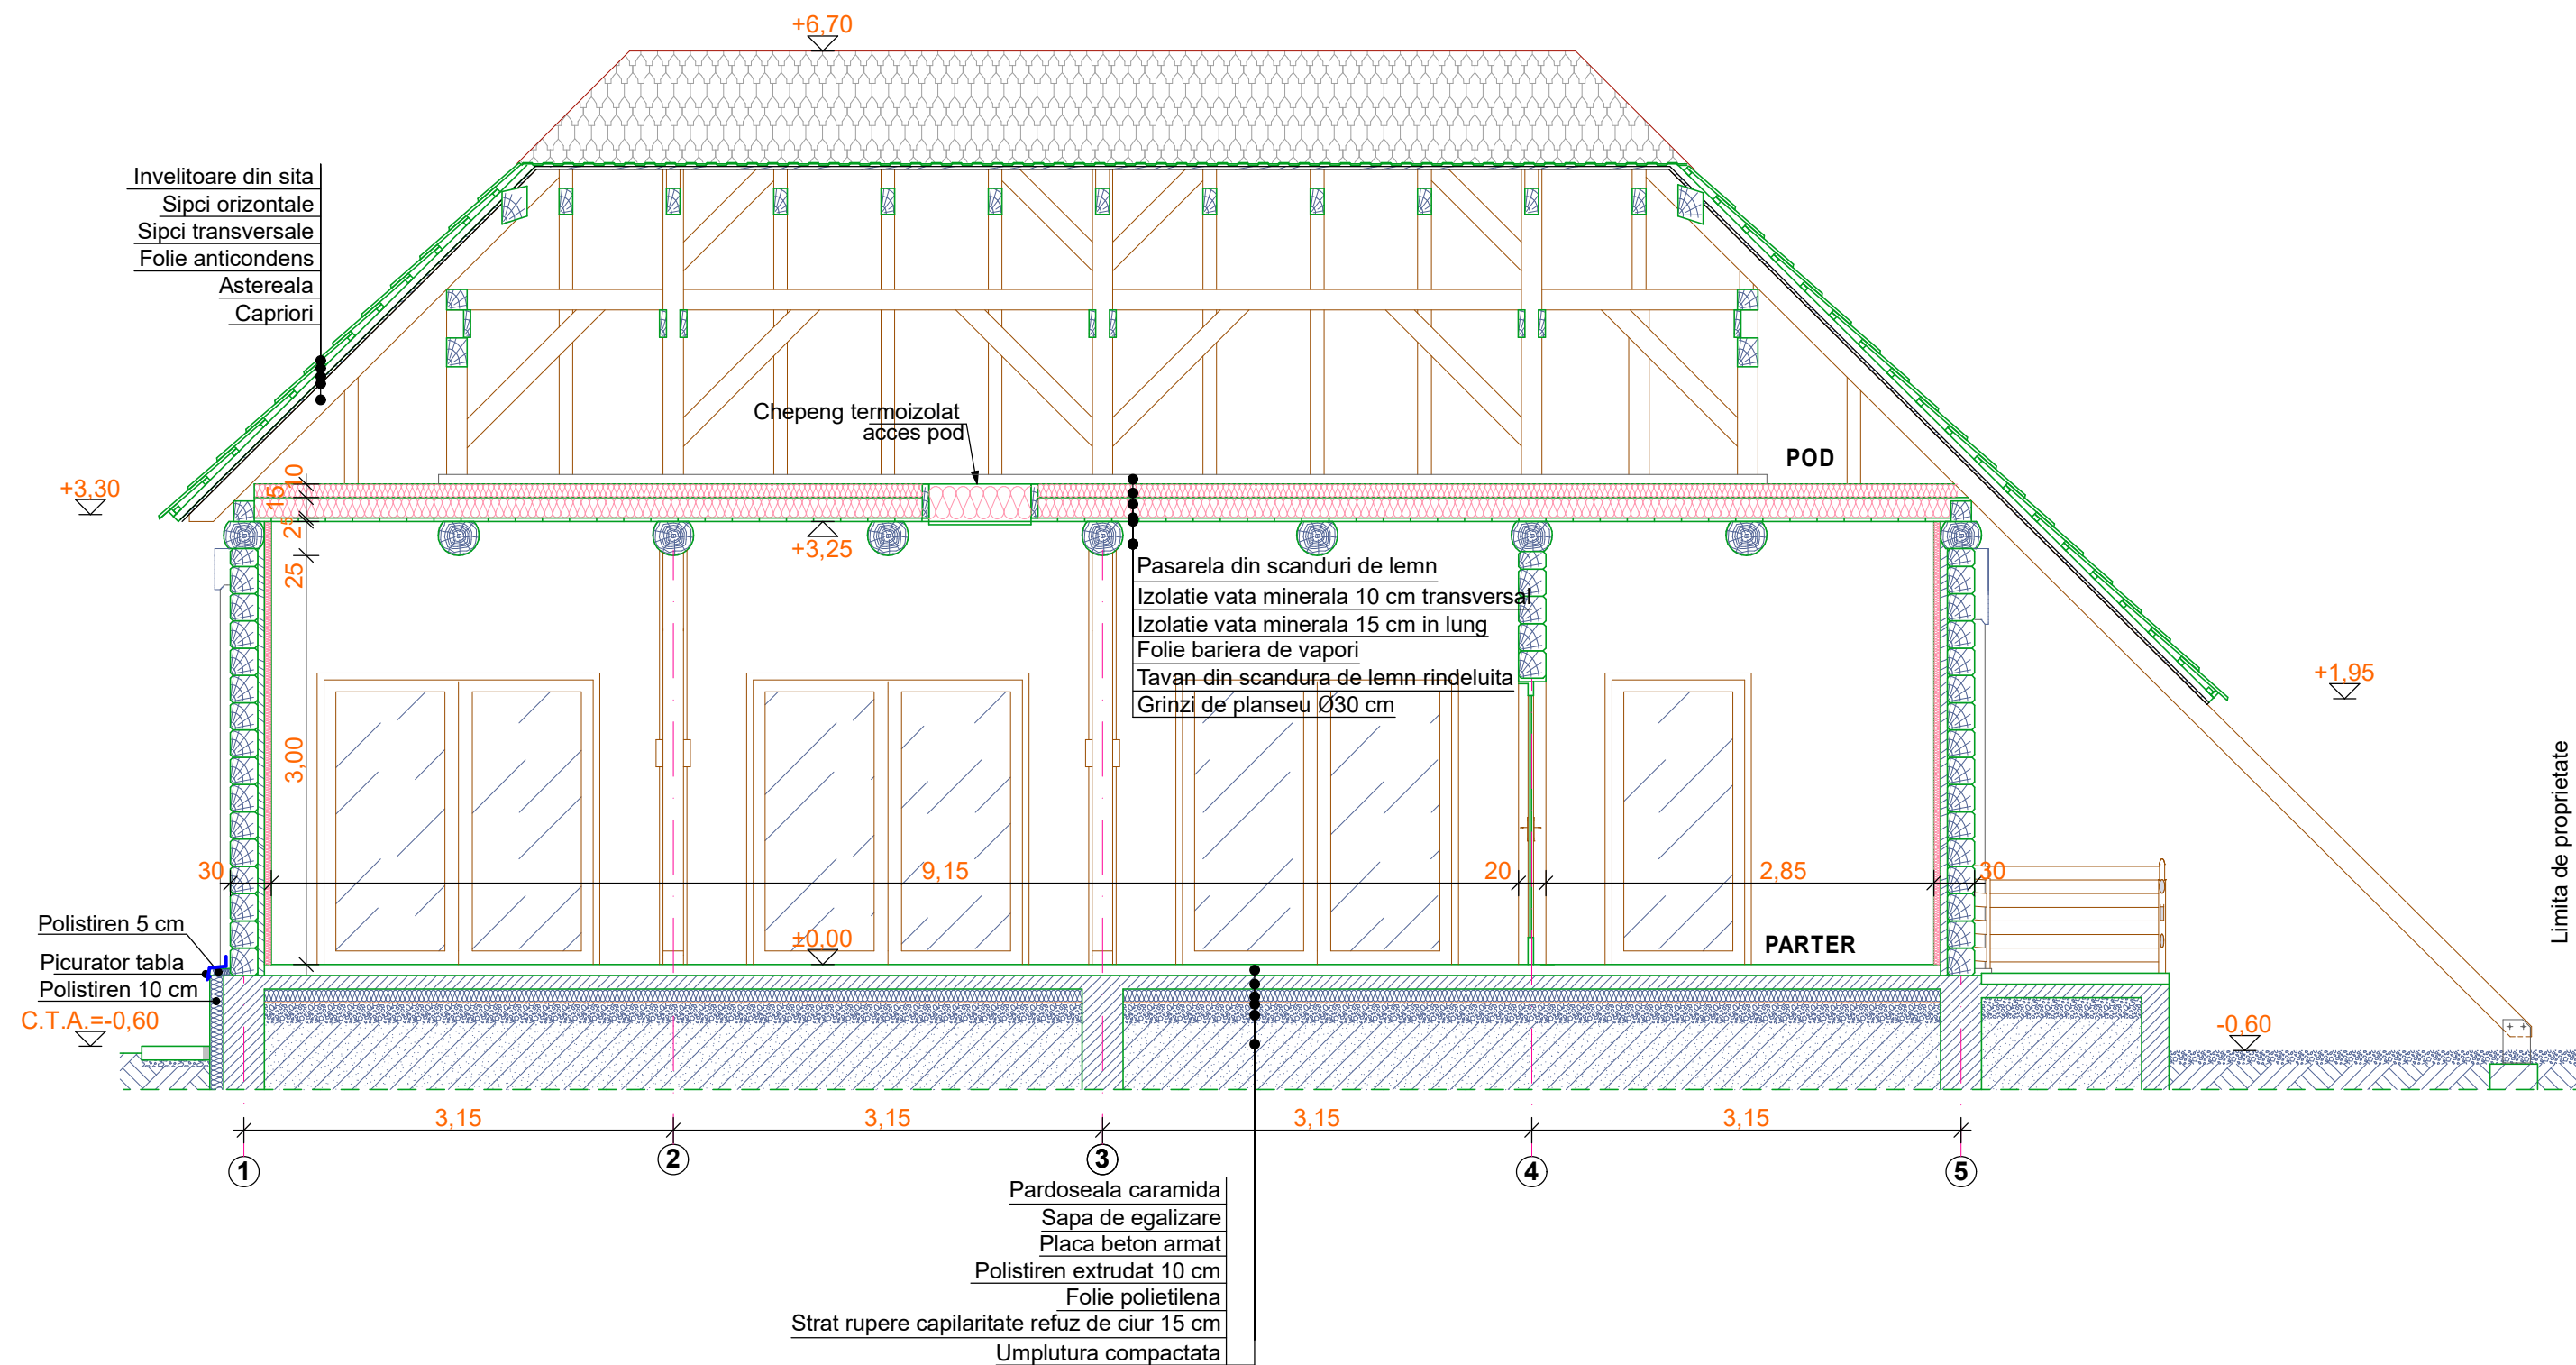 +6,70
Invelitoare din sita
Sipci orizontale
Sipci transversale
Folie anticondens
Astereala
Capriori
Chepeng termoizolat
acces pod
POD
+3,30
10
15
2⁵
25
3,00
+3,25
Pasarela din scanduri de lemn
Izolatie vata minerala 10 cm transversal
Izolatie vata minerala 15 cm in lung
Folie bariera de vapori
Tavan din scandura de lemn rindeluita
Grinzi de planseu Ø30 cm
+1,95
Limita de proprietate
30
9,15
20
2,85
30
Polistiren 5 cm
Picurator tabla
Polistiren 10 cm
C.T.A.=-0,60
±0,00
PARTER
-0,60
3,15
3,15
3,15
3,15
1
2
3
4
5
Pardoseala caramida
Sapa de egalizare
Placa beton armat
Polistiren extrudat 10 cm
Folie polietilena
Strat rupere capilaritate refuz de ciur 15 cm
Umplutura compactata